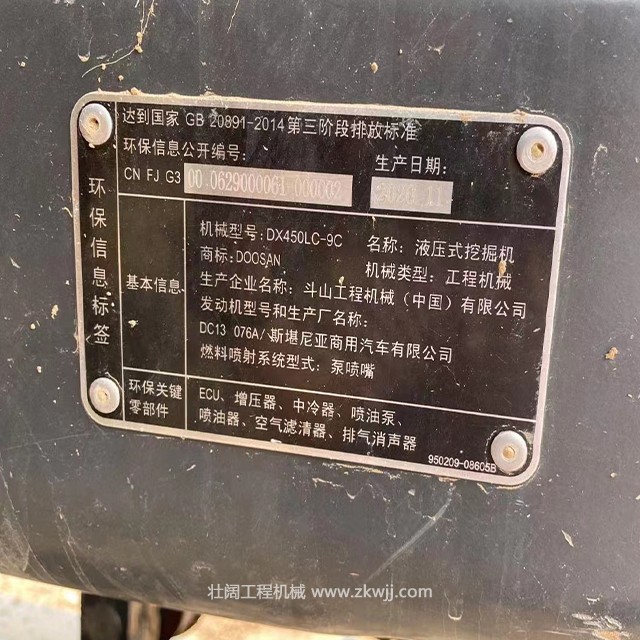 达到国家 GB 20891-2014 第三阶段排放标准
环保信息公开编号:
CN FJ G3 00 0629000061 000002
生产日期:
2020 11
环保信息标签
基本信息
机械型号: DX450LC-9C 名称: 液压式挖掘机
商标: DOOSAN 机械类型: 工程机械
生产企业名称: 斗山工程机械 (中国) 有限公司
发动机型号和生产厂名称:
DC13 076A/斯堪尼亚商用汽车有限公司
燃料喷射系统型式: 泵喷嘴
环保关键零部件
ECU、增压器、中冷器、喷油泵、
喷油器、空气滤清器、排气消声器
950209-08605B
壮阔工程机械 www.zkwjj.com